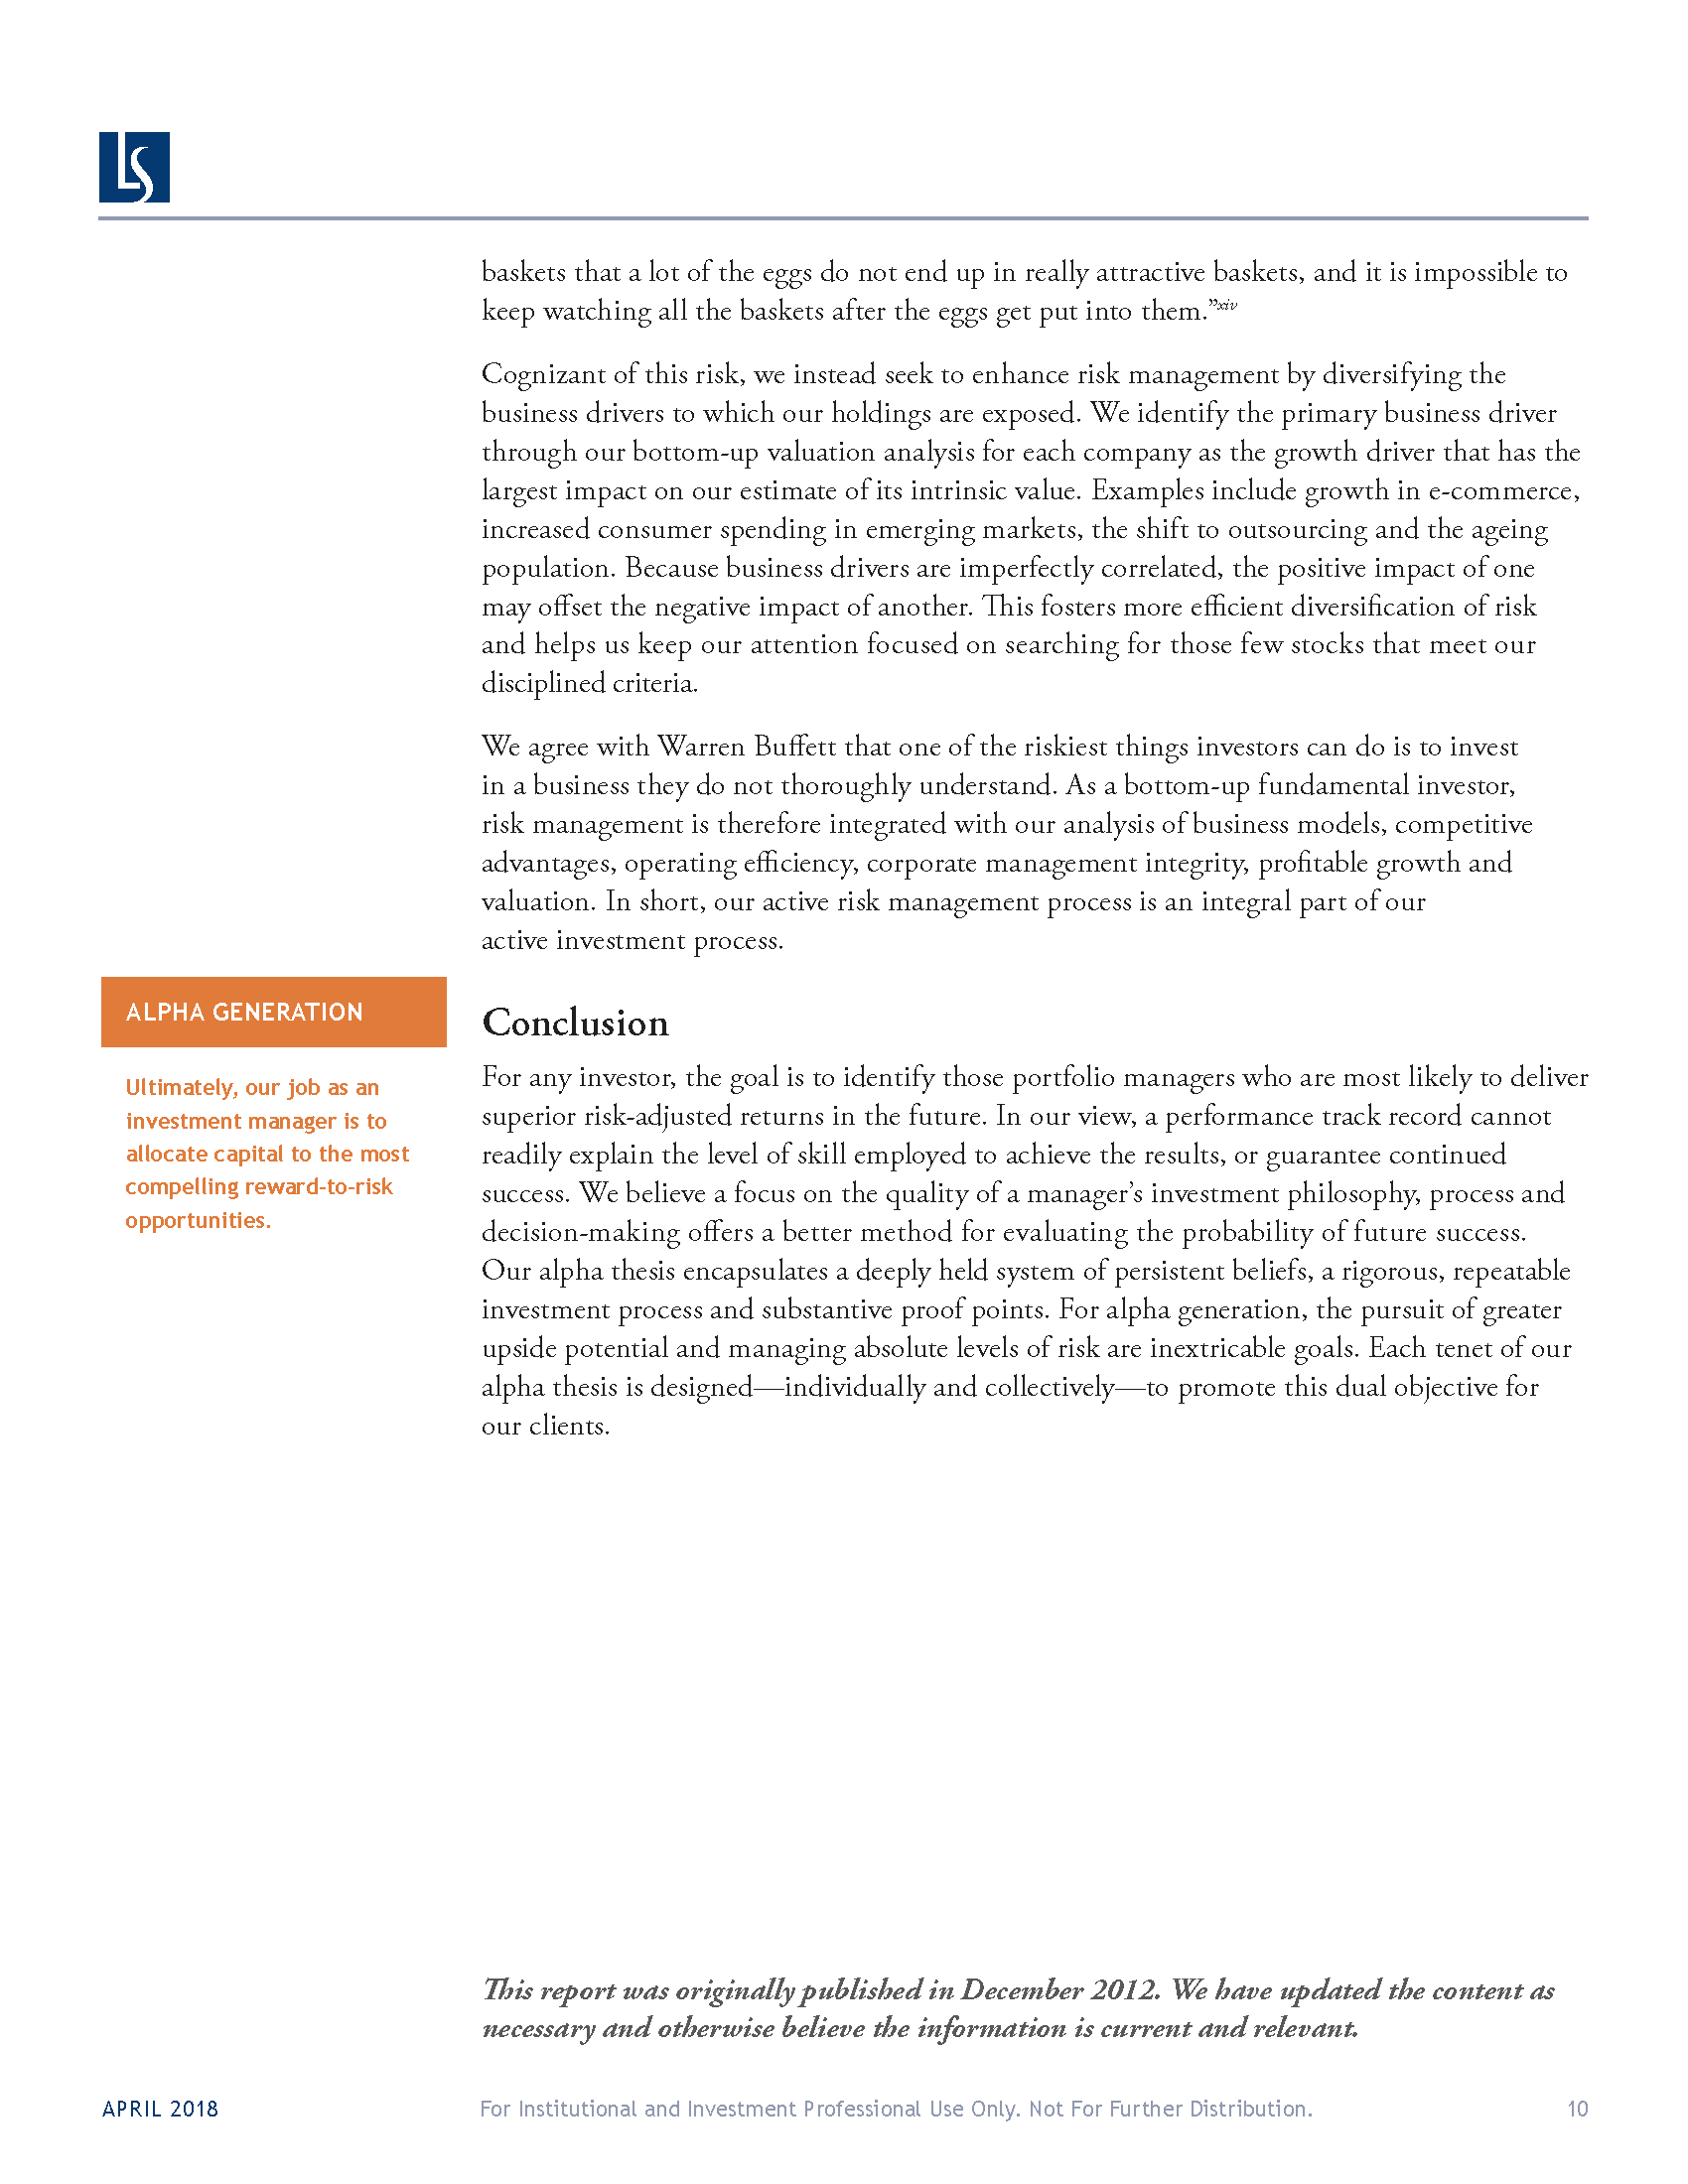 LS
baskets that a lot of the eggs do not end up in really attractive baskets, and it is impossible to
keep watching all the baskets after the eggs get put into them.”xiv
Cognizant of this risk, we instead seek to enhance risk management by diversifying the
business drivers to which our holdings are exposed. We identify the primary business driver
through our bottom-up valuation analysis for each company as the growth driver that has the
largest impact on our estimate of its intrinsic value. Examples include growth in e-commerce,
increased consumer spending in emerging markets, the shift to outsourcing and the ageing
population. Because business drivers are imperfectly correlated, the positive impact of one
may offset the negative impact of another. This fosters more efficient diversification of risk
and helps us keep our attention focused on searching for those few stocks that meet our
disciplined criteria.
We agree with Warren Buffett that one of the riskiest things investors can do is to invest
in a business they do not thoroughly understand. As a bottom-up fundamental investor,
risk management is therefore integrated with our analysis of business models, competitive
advantages, operating efficiency, corporate management integrity, profitable growth and
valuation. In short, our active risk management process is an integral part of our
active investment process.
ALPHA GENERATION
Ultimately, our job as an
investment manager is to
allocate capital to the most
compelling reward-to-risk
opportunities.
Conclusion
For any investor, the goal is to identify those portfolio managers who are most likely to deliver
superior risk-adjusted returns in the future. In our view, a performance track record cannot
readily explain the level of skill employed to achieve the results, or guarantee continued
success. We believe a focus on the quality of a manager’s investment philosophy, process and
decision-making offers a better method for evaluating the probability of future success.
Our alpha thesis encapsulates a deeply held system of persistent beliefs, a rigorous, repeatable
investment process and substantive proof points. For alpha generation, the pursuit of greater
upside potential and managing absolute levels of risk are inextricable goals. Each tenet of our
alpha thesis is designed—individually and collectively—to promote this dual objective for
our clients.
This report was originally published in December 2012. We have updated the content as
necessary and otherwise believe the information is current and relevant.
APRIL 2018
For Institutional and Investment Professional Use Only. Not For Further Distribution.
10